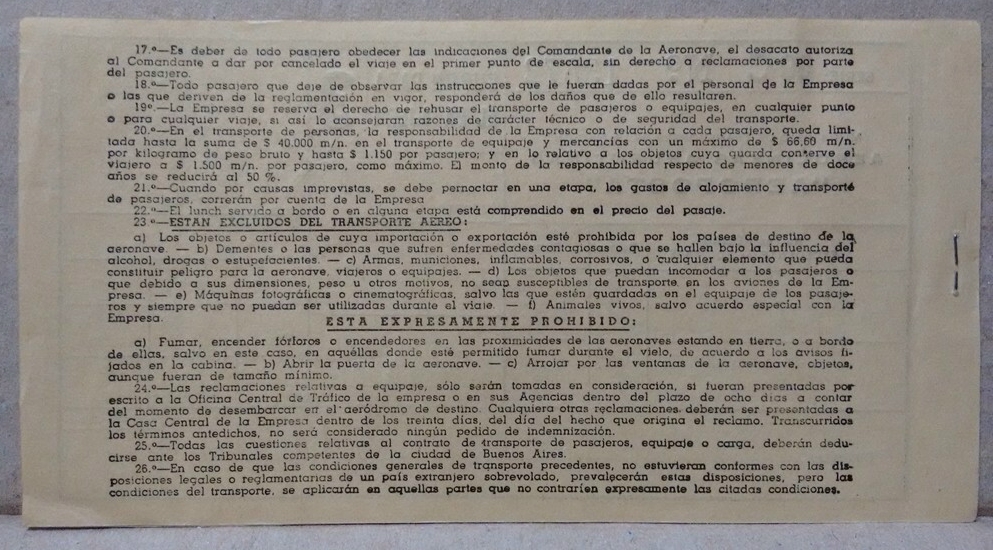 17.º—Es deber de todo pasajero obedecer las indicaciones del Comandante de la Aeronave, el desacato autoriza
al Comandante a dar por cancelado el viaje en el primer punto de escala, sin derecho a reclamaciones por parte
del pasajero.
18.º—Todo pasajero que deje de observar las instrucciones que le fueran dadas por el personal de la Empresa
o las que deriven de la reglamentación en vigor, responderá de los daños que de ello resultaren.
19º—La Empresa se reserva el derecho de rehusar el transporte de pasajeros o equipajes, en cualquier punto
o para cualquier viaje, si así lo aconsejaran razones de carácter técnico o de seguridad del transporte.
20.º—En el transporte de personas, la responsabilidad de la Empresa con relación a cada pasajero, queda limi-
tada hasta la suma de $ 40.000 m/n. en el transporte de equipaje y mercancías con un máximo de $ 66,60 m/n.
por kilogramo de peso bruto y hasta $ 1.150 por pasajero; y en lo relativo a los objetos cuya guarda conserve el
viajero a $ 1.500 m/n. por pasajero, como máximo. El monto de la responsabilidad respecto de menores de doce
años se reducirá al 50 %.
21.º—Cuando por causas imprevistas, se debe pernoctar en una etapa, los gastos de alojamiento y transporte
de pasajeros, correrán por cuenta de la Empresa
22.º—El lunch servido a bordo o en alguna etapa está comprendido en el precio del pasaje.
23 º—ESTAN EXCLUIDOS DEL TRANSPORTE AEREO:
a) Los objetos o artículos de cuya importación o exportación esté prohibida por los países de destino de la
aeronave. — b) Dementes o las personas que sufren enfermedades contagiosas o que se hallen bajo la influencia del
alcohol, drogas o estupefacientes. — c) Armas, municiones, inflamables, corrosivos, o cualquier elemento que pueda
constituir peligro para la aeronave, viajeros o equipajes. — d) Los objetos que puedan incomodar a los pasajeros o
que debido a sus dimensiones, peso u otros motivos, no sean susceptibles de transporte en los aviones de la Em-
presa. — e) Máquinas fotográficas o cinematográficas, salvo las que estén guardadas en el equipaje de los pasaje-
ros y siempre que no puedan ser utilizadas durante el viaje. — f) Animales vivos, salvo acuerdo especial con la
Empresa.
ESTA EXPRESAMENTE PROHIBIDO:
a) Fumar, encender fórforos o encendedores en las proximidades de las aeronaves estando en tierra, o a bordo
de ellas, salvo en este caso, en aquéllas donde esté permitido fumar durante el vielo, de acuerdo a los avisos fi-
jados en la cabina. — b) Abrir la puerta de la aeronave. — c) Arrojar por las ventanas de la aeronave, objetos,
aunque fueran de tamaño mínimo.
24.º—Las reclamaciones relativas a equipaje, sólo serán tomadas en consideración, si fueran presentadas por
escrito a la Oficina Central de Tráfico de la empresa o en sus Agencias dentro del plazo de ocho días a contar
del momento de desembarcar en el aeródromo de destino. Cualquiera otras reclamaciones, deberán ser presentadas a
la Casa Central de la Empresa dentro de los treinta días, del día del hecho que origina el reclamo. Transcurridos
los términos antedichos, no será considerado ningún pedido de indemnización.
25.º—Todas las cuestiones relativas al contrato de transporte de pasajeros, equipaje o carga, deberán dedu-
cirse ante los Tribunales competentes de la ciudad de Buenos Aires.
26.º—En caso de que las condiciones generales de transporte precedentes, no estuvieran conformes con las dis-
posiciones legales o reglamentarias de un país extranjero sobrevolado, prevalecerán estas disposiciones, pero las
condiciones del transporte, se aplicarán en aquellas partes que no contraríen expresamente las citadas condiciones.